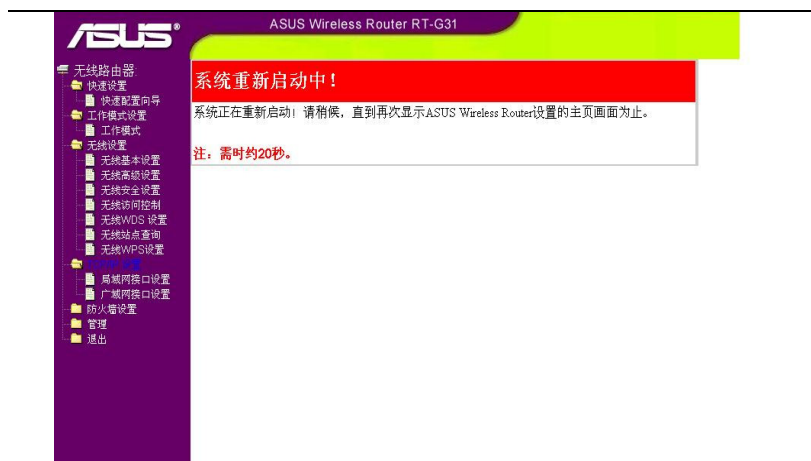 ASUS®
ASUS Wireless Router RT-G31
无线路由器:
快速设置
快速配置向导
工作模式设置
工作模式
无线设置
无线基本设置
无线高级设置
无线安全设置
无线访问控制
无线WDS 设置
无线站点查询
无线WPS设置
局域网接口设置
广域网接口设置
防火墙设置
管理
退出
系统重新启动中!
系统正在重新启动! 请稍候，直到再次显示ASUS Wireless Router设置的主页画面为止。
注：需时约20秒。